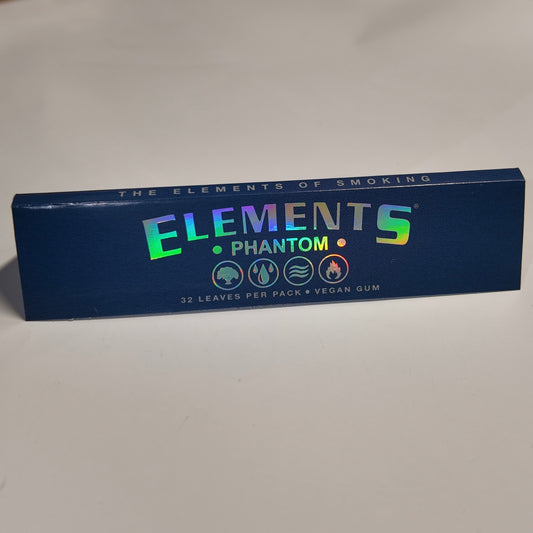 THE ELEMENTS OF SMOKING
ELEMENTS®
• PHANTOM •
32 LEAVES PER PACK • VEGAN GUM